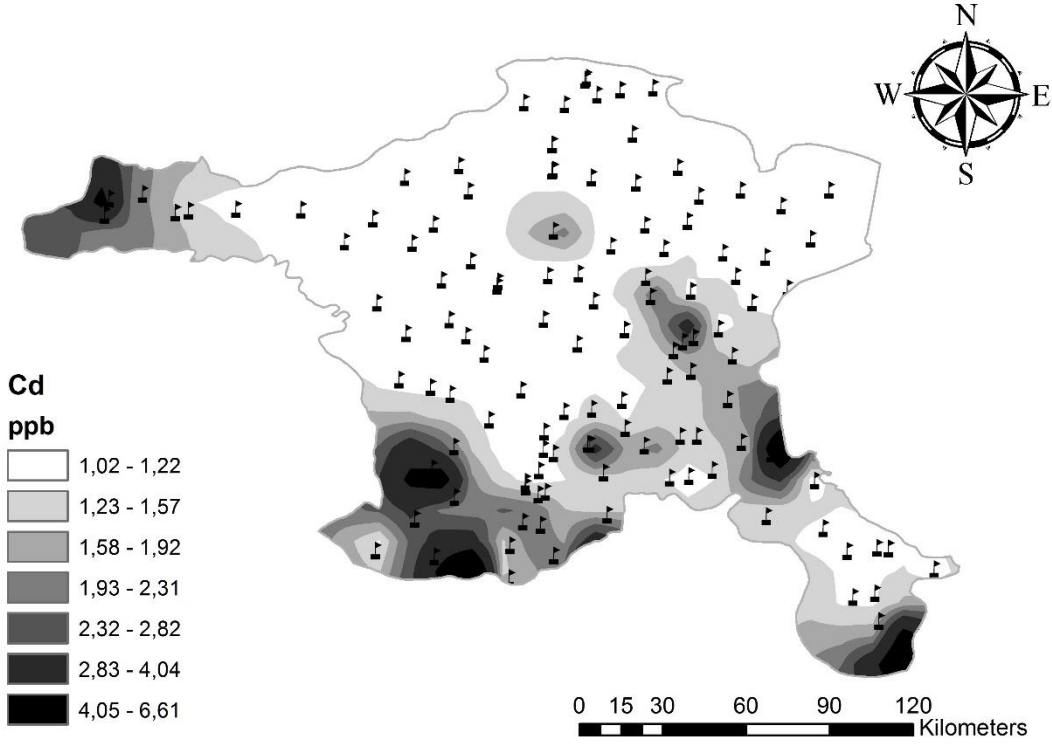 N
W E
S
Cd
ppb
1,02 - 1,22
1,23 - 1,57
1,58 - 1,92
1,93 - 2,31
2,32 - 2,82
2,83 - 4,04
4,05 - 6,61
0 15 30 60 90 120
Kilometers